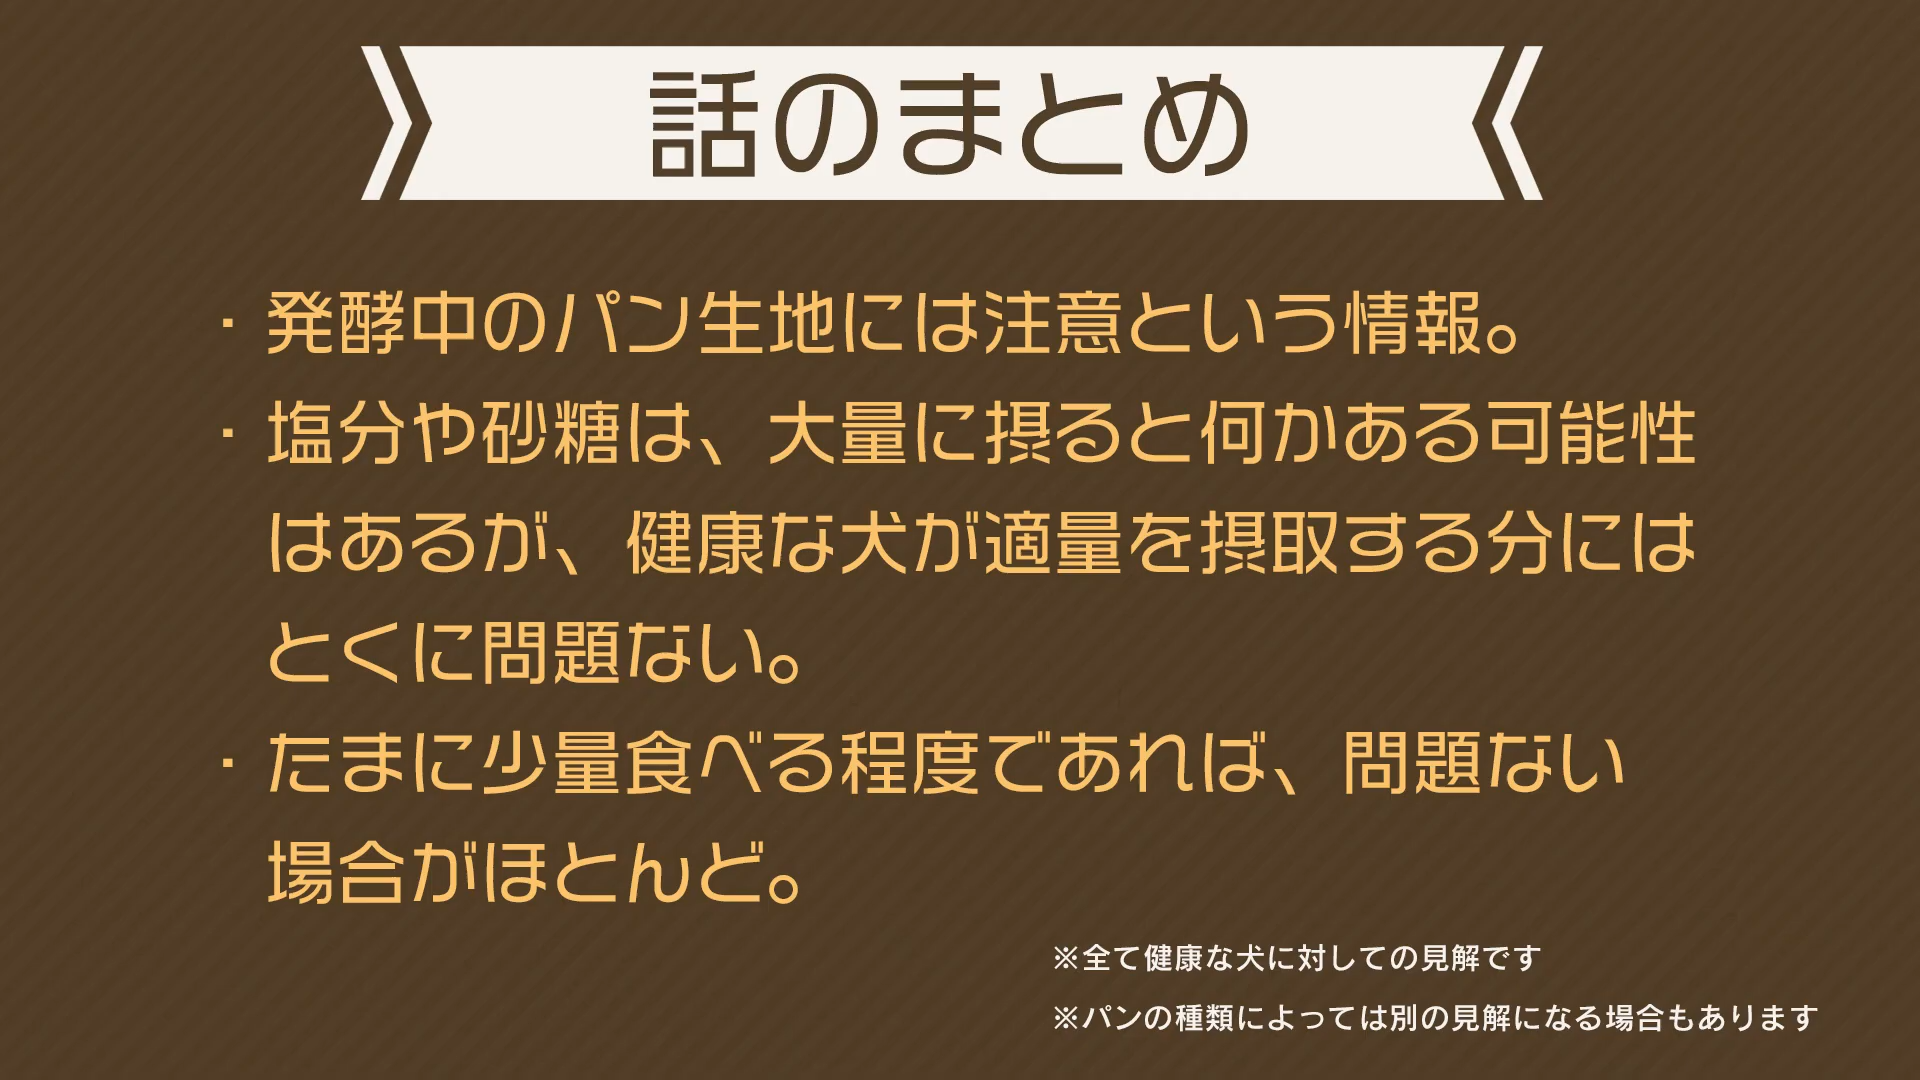 話のまとめ
・発酵中のパン生地には注意という情報。
・塩分や砂糖は、大量に摂ると何かある可能性
はあるが、健康な犬が適量を摂取する分には
とくに問題ない。
・たまに少量食べる程度であれば、問題ない
場合がほとんど。
※全て健康な犬に対しての見解です
※パンの種類によっては別の見解になる場合もあります